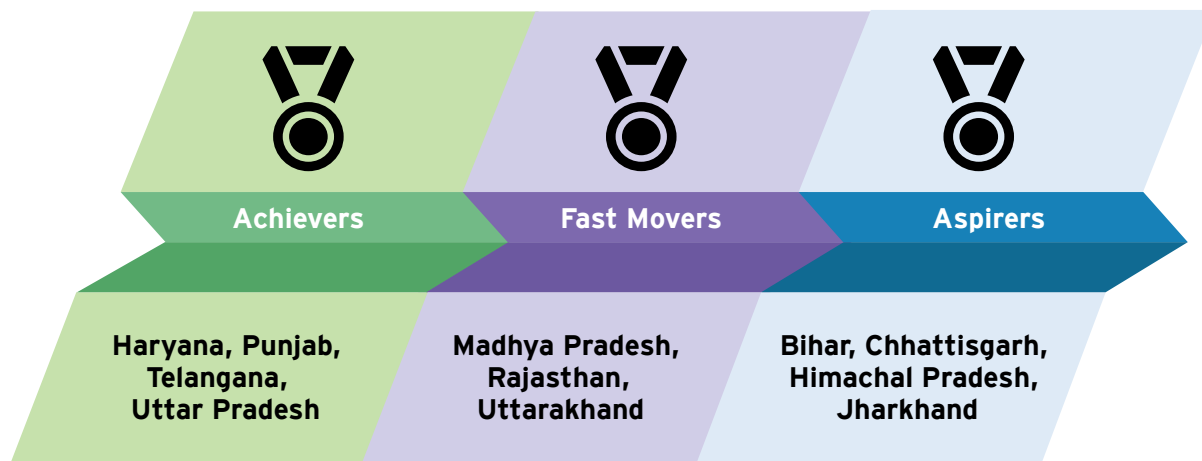 Achievers
Fast Movers
Aspirers
Haryana, Punjab,
Telangana,
Uttar Pradesh
Madhya Pradesh,
Rajasthan,
Uttarakhand
Bihar, Chhattisgarh,
Himachal Pradesh,
Jharkhand